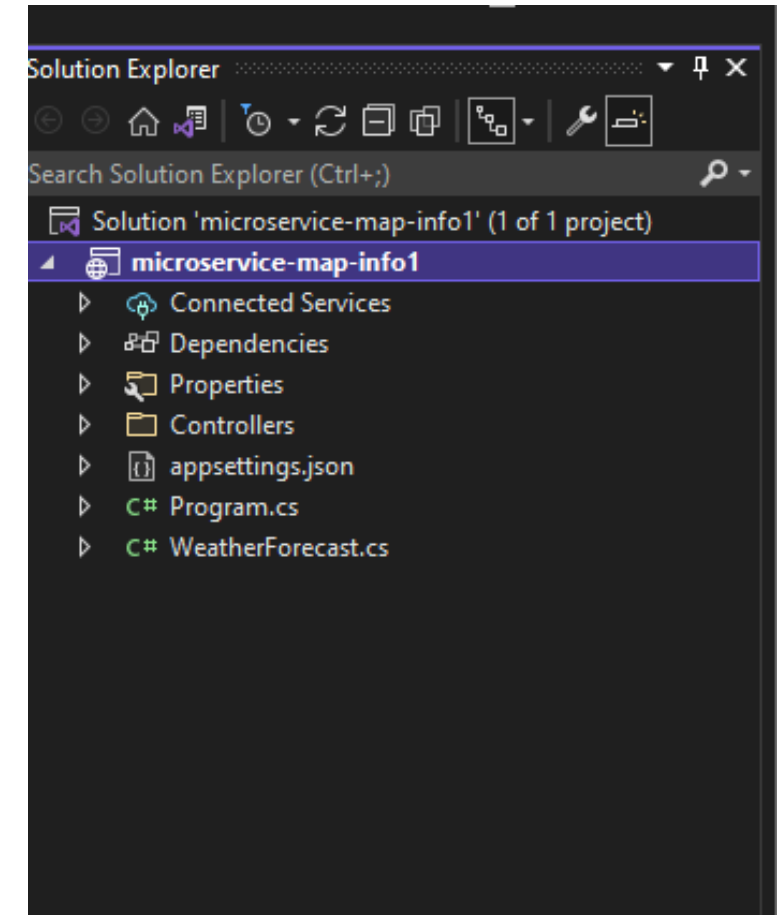 Solution Explorer
Search Solution Explorer (Ctrl+;)
Solution 'microservice-map-info1' (1 of 1 project)
microservice-map-info1
Connected Services
Dependencies
Properties
Controllers
appsettings.json
C# Program.cs
C# WeatherForecast.cs